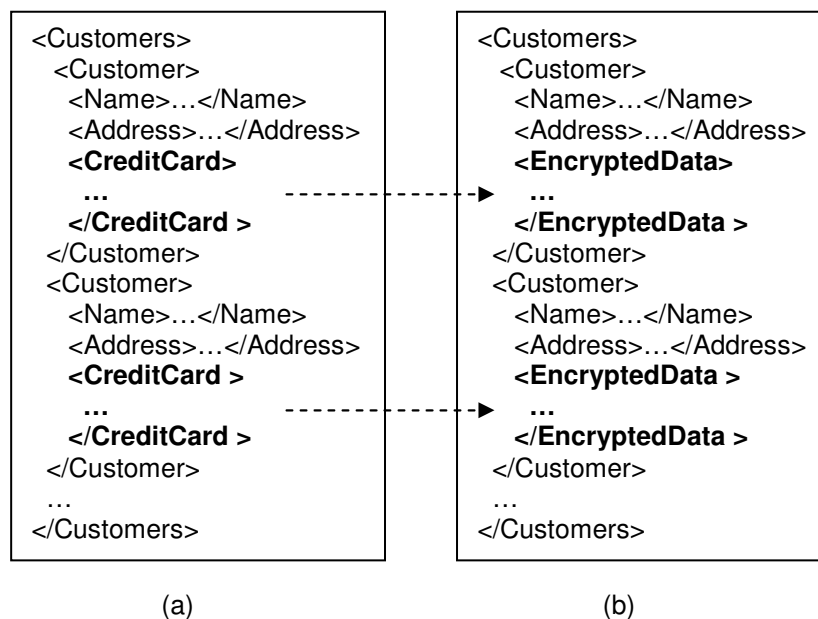 <Customers>
<Customer>
<Name>…</Name>
<Address>…</Address>
<CreditCard>
…
</CreditCard >
</Customer>
<Customer>
<Name>…</Name>
<Address>…</Address>
<CreditCard >
…
</CreditCard >
</Customer>
…
</Customers>
(a)
<Customers>
<Customer>
<Name>…</Name>
<Address>…</Address>
<EncryptedData>
…
</EncryptedData >
</Customer>
<Customer>
<Name>…</Name>
<Address>…</Address>
<EncryptedData >
…
</EncryptedData >
</Customer>
…
</Customers>
(b)